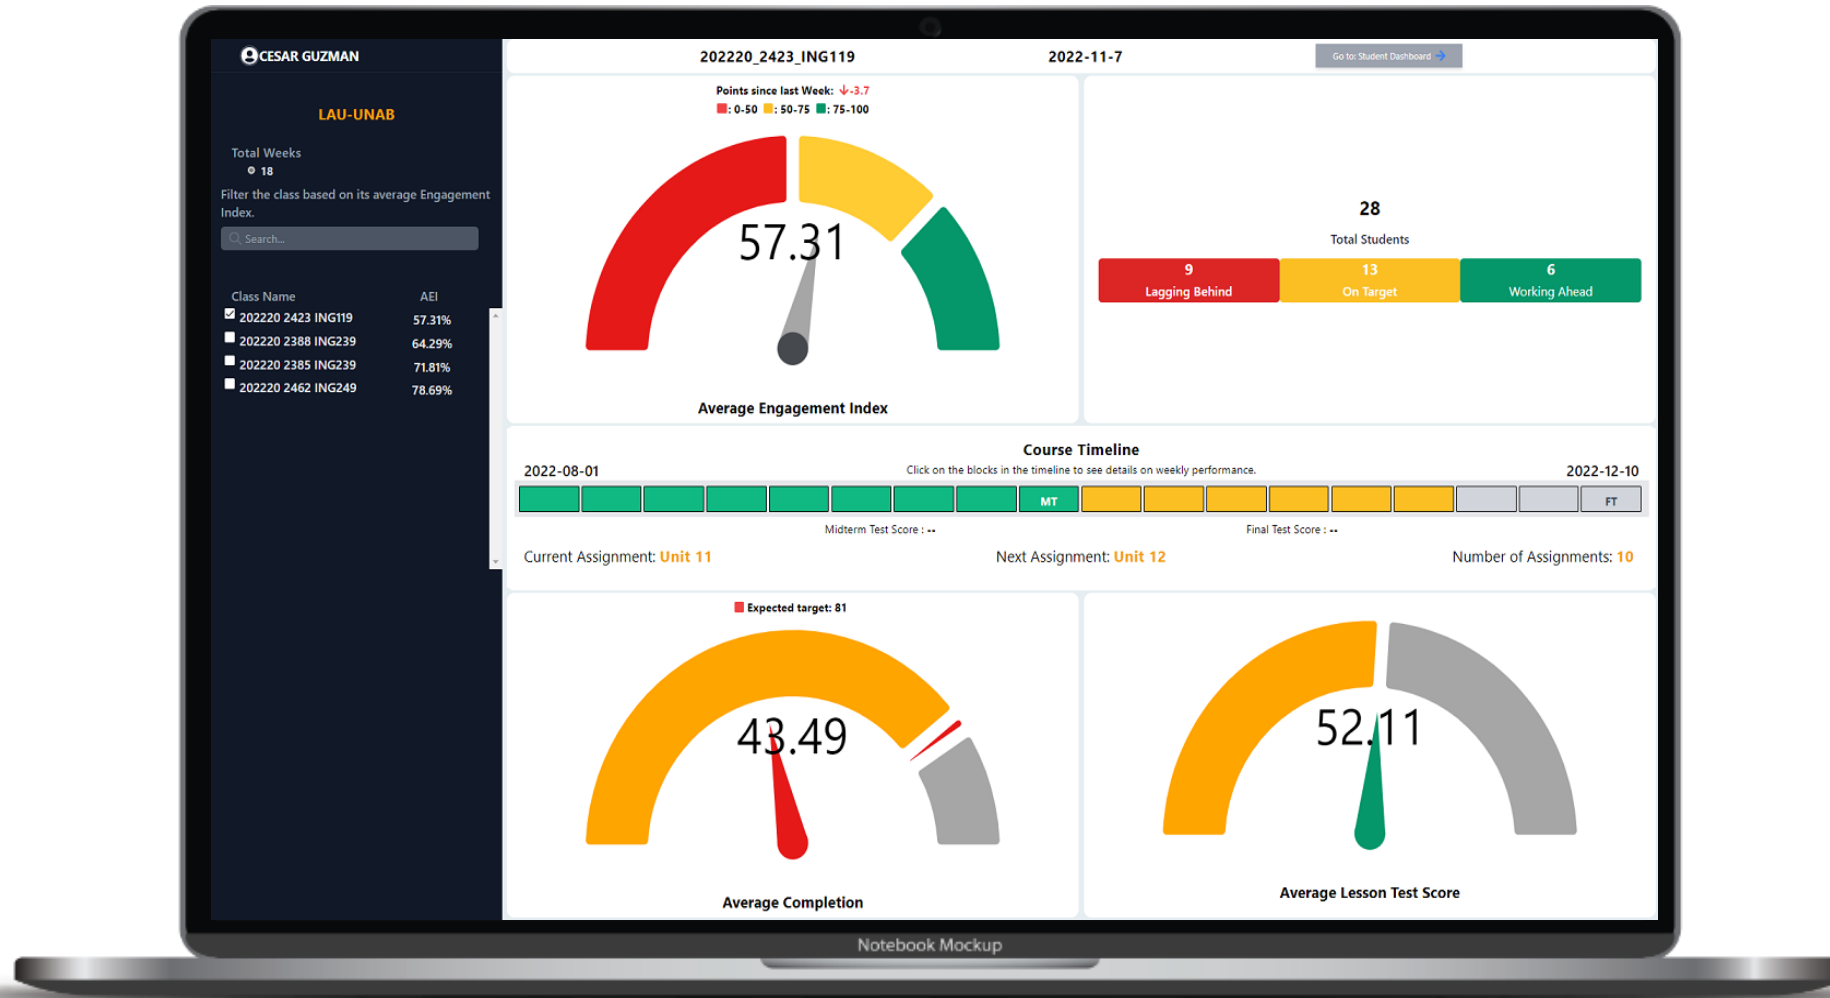 CESAR GUZMAN
LAU-UNAB
Total Weeks
18
Filter the class based on its average Engagement
Index.
Search...
Class Name AEI
202220 2423 ING119 57.31%
202220 2388 ING239 64.29%
202220 2385 ING239 71.81%
202220 2462 ING249 78.69%
202220_2423_ING119 2022-11-7 Go to: Student Dashboard
Points since last Week: -3.7
: 0-50 : 50-75 : 75-100
57.31
Average Engagement Index
28
Total Students
9 13 6
Lagging Behind On Target Working Ahead
Course Timeline
2022-08-01 Click on the blocks in the timeline to see details on weekly performance. 2022-12-10
MT FT
Midterm Test Score : -- Final Test Score : --
Current Assignment: Unit 11 Next Assignment: Unit 12 Number of Assignments: 10
Expected target: 81
43.49
Average Completion
52.11
Average Lesson Test Score
Notebook Mockup